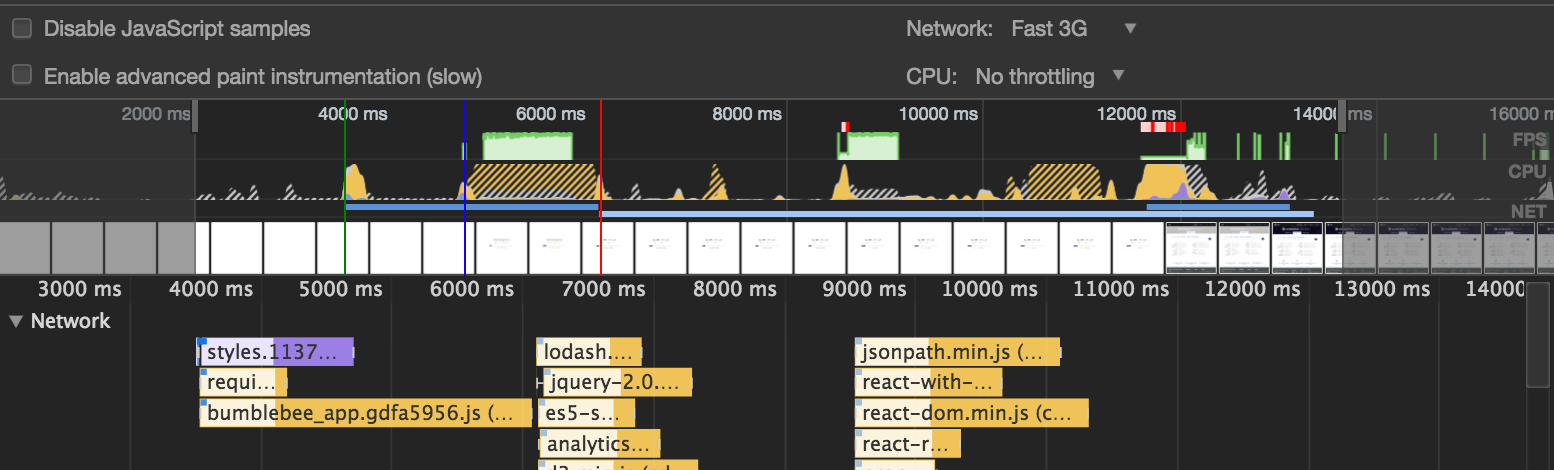 Disable JavaScript samples Network: Fast 3G
Enable advanced paint instrumentation (slow) CPU: No throttling
2000 ms 4000 ms 6000 ms 8000 ms 10000 ms 12000 ms 1400 ms 16000 m
FPS
CPU
NET
3000 ms 4000 ms 5000 ms 6000 ms 7000 ms 8000 ms 9000 ms 10000 ms 11000 ms 12000 ms 13000 ms 14000
Network
styles.1137... lodash.... jsonpath.min.js (...
requi... jquery-2.0.... react-with-...
bumblebee_app.gdfa5956.js (... es5-s... react-dom.min.js (c...
analytics... react-r...